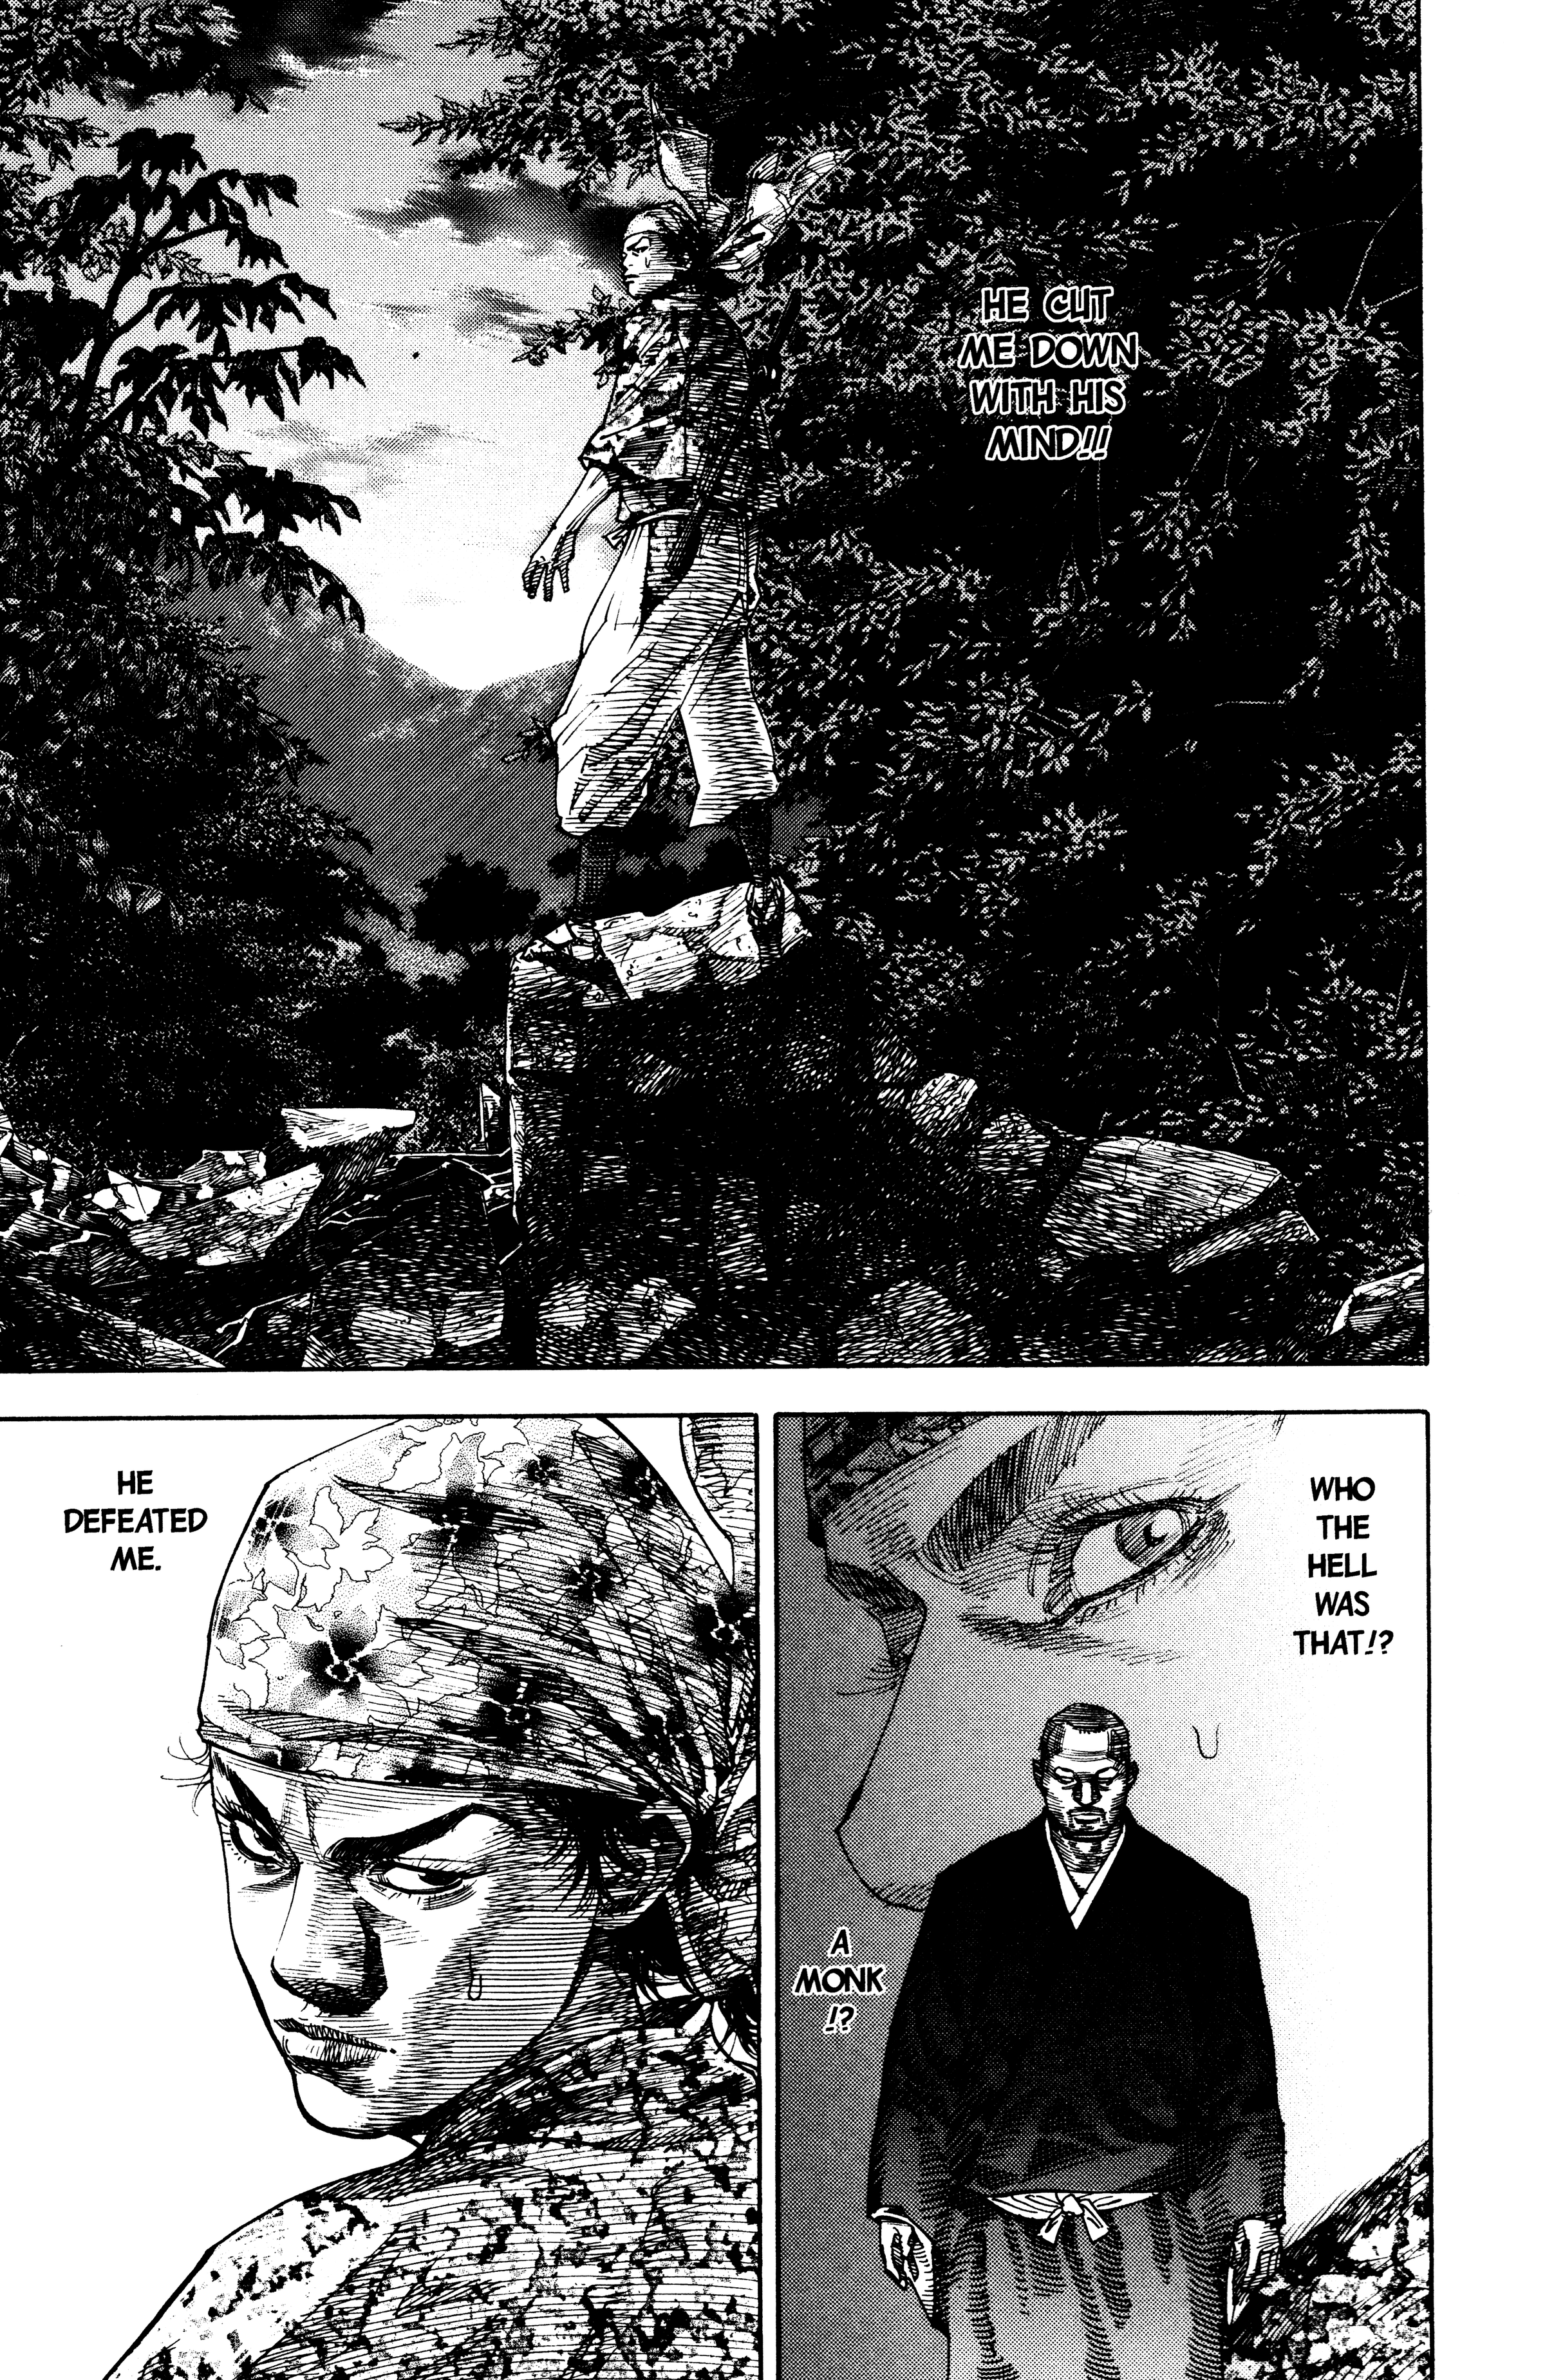 HE CUT
ME DOWN
WITH HIS
MIND!!
WHO
THE
HELL
WAS
THAT!?
A
MONK
!?
HE
DEFEATED
ME.